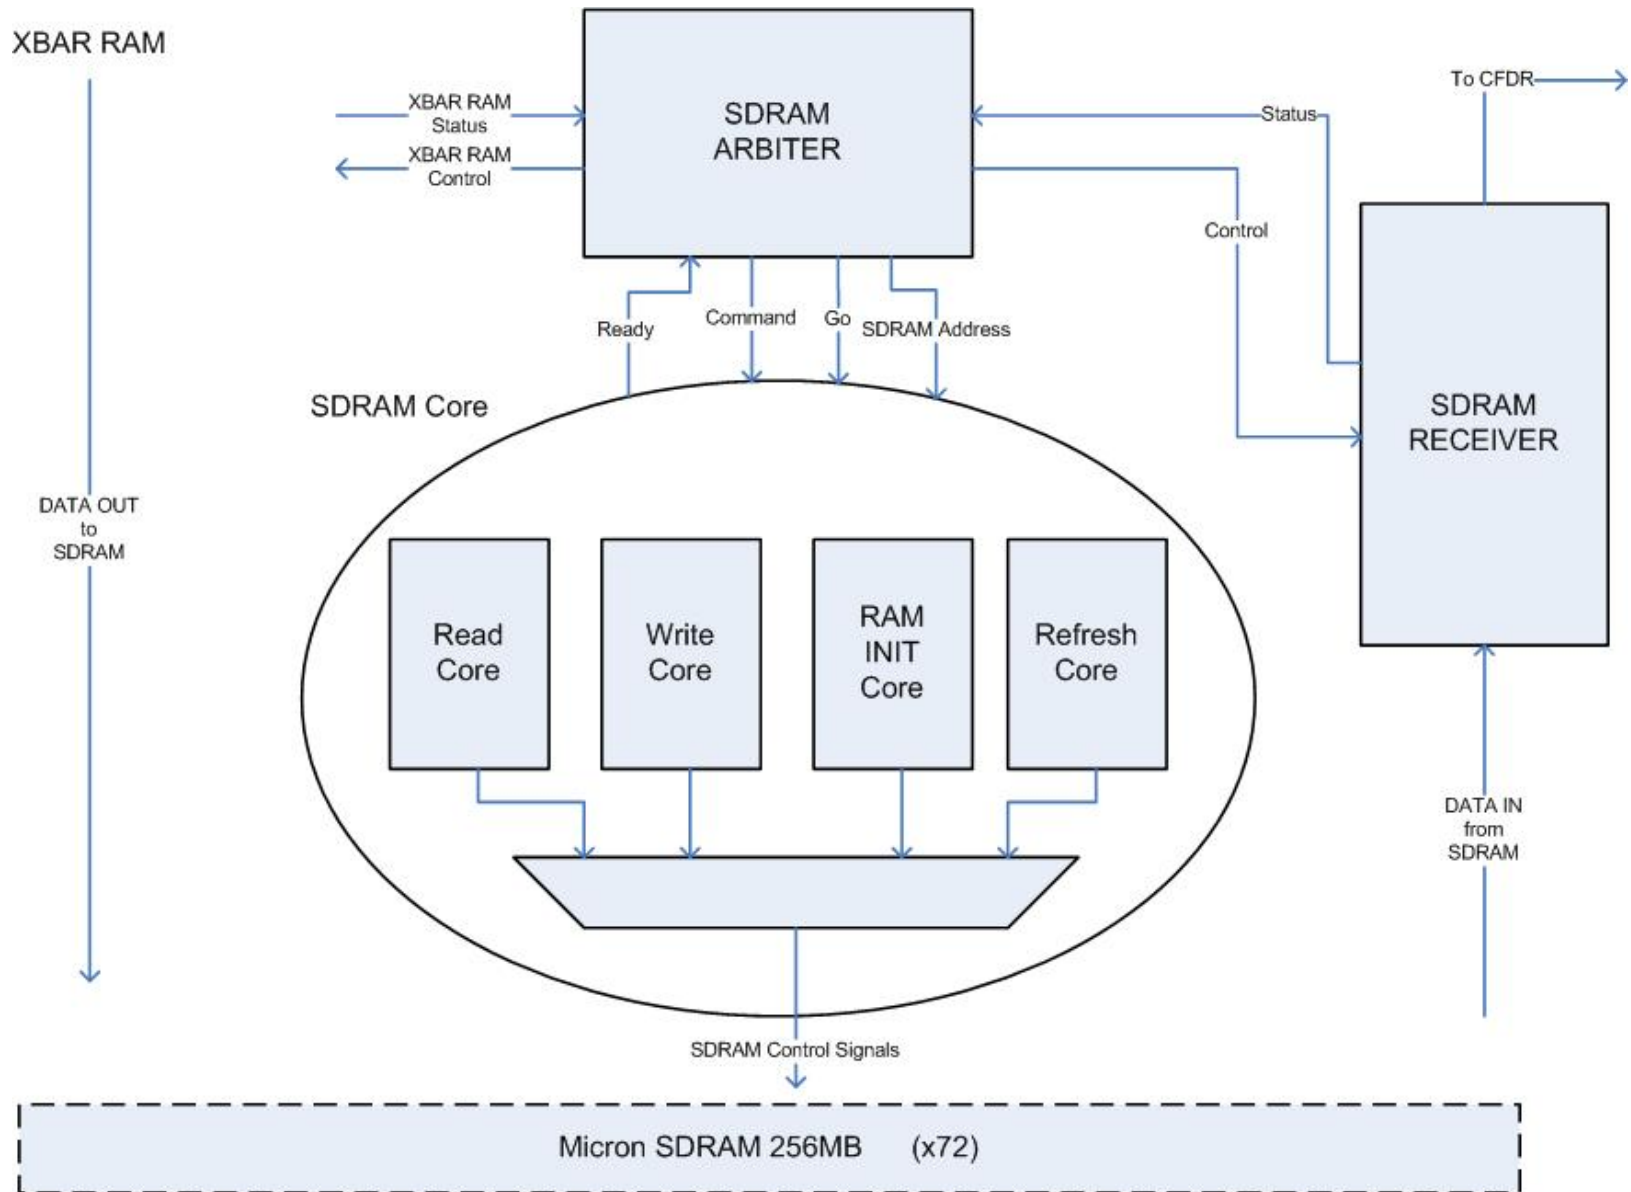 XBAR RAM
To CFDR
XBAR RAM
Status
SDRAM
ARBITER
Status
XBAR RAM
Control
Control
Ready
Command
Go
SDRAM Address
SDRAM Core
SDRAM
RECEIVER
DATA OUT
to
SDRAM
Read
Core
Write
Core
RAM
INIT
Core
Refresh
Core
DATA IN
from
SDRAM
SDRAM Control Signals
Micron SDRAM 256MB (x72)